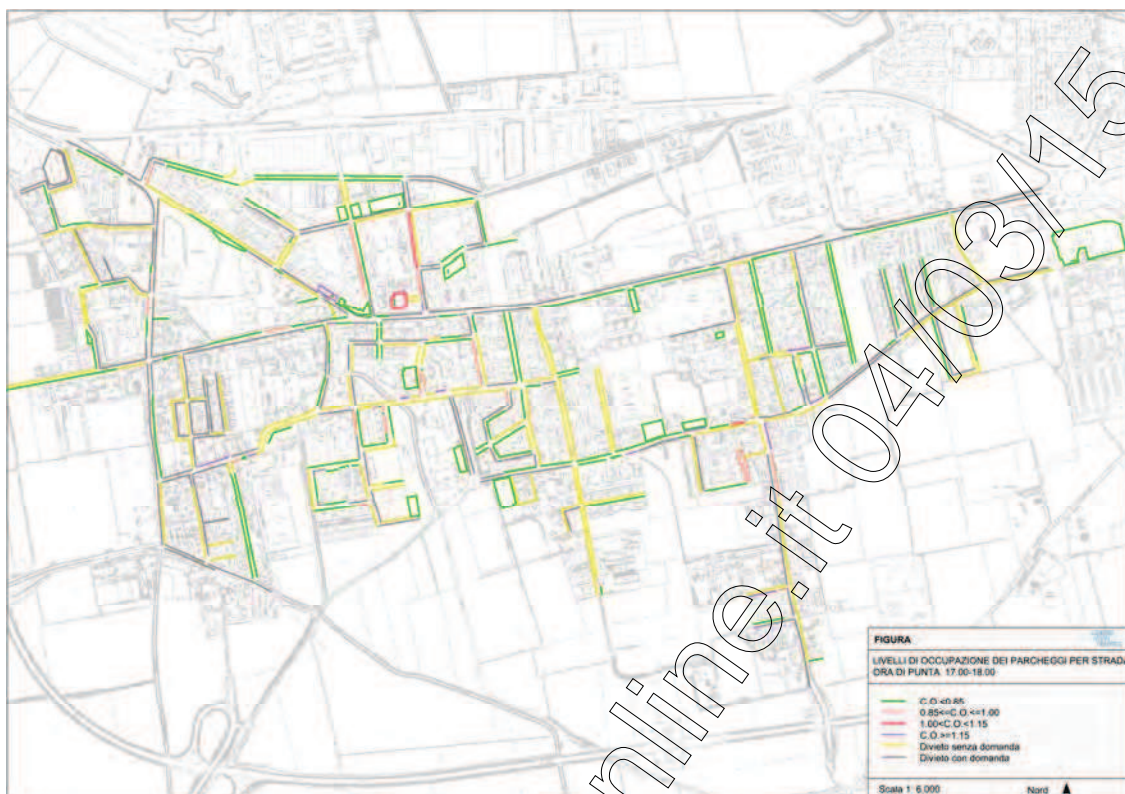 nline.it 04/03/15
FIGURA
LIVELLI DI OCCUPAZIONE DEI PARCHEGGI PER STRADA
ORA DI PUNTA 17.00-18.00
C.O.<0.85
0.85<=C.O.<=1.00
1.00<C.O.<1.15
C.O.>=1.15
Divieto senza domanda
Divieto con domanda
Scala 1: 6.000
Nord